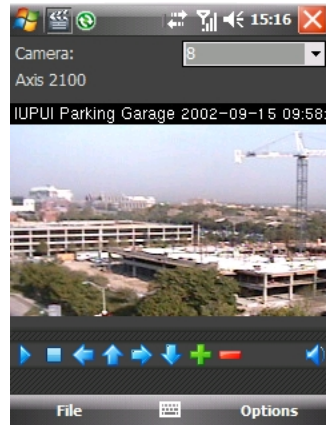 15:16
Camera:
8
Axis 2100
IUPUI Parking Garage 2002-09-15 09:58:
File
Options